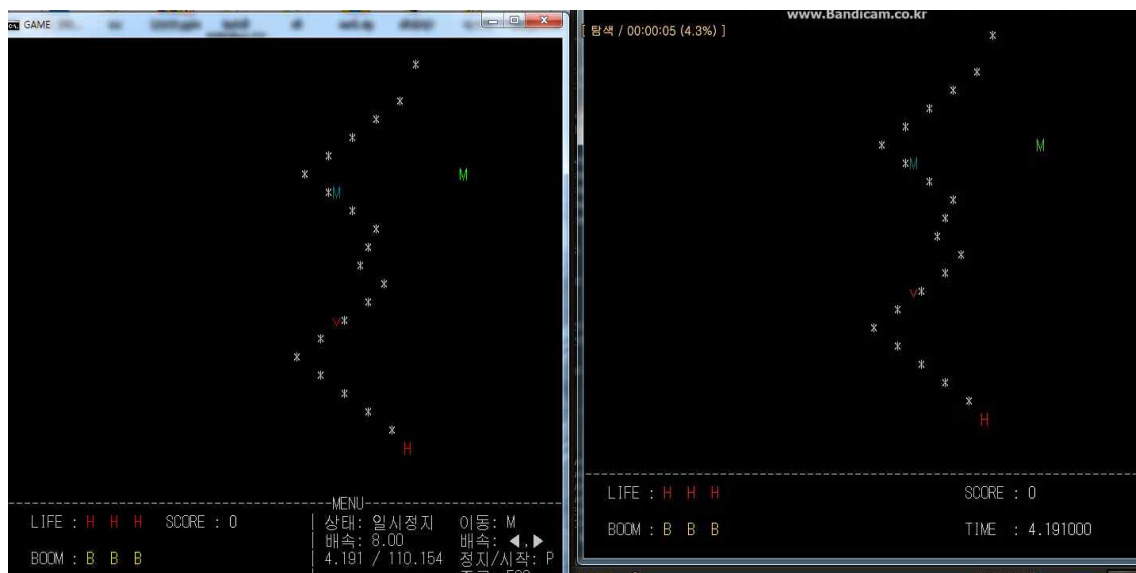 GAME
*
*
*
*
*
* M
*M
*
*
*
*
*
*
v*
*
*
*
*
*
*
H
MENU
LIFE : H H H SCORE : 0
BOOM : B B B
상태: 일시정지 이동: M
배속: 8.00 배속: ◀,▶
4.191 / 110.154 정지/시작: P
www.Bandicam.co.kr
[ 탐색 / 00:00:05 (4.3%) ]
*
*
*
*
*
* M
*M
*
*
*
*
*
*
v*
*
*
*
*
*
*
H
LIFE : H H H SCORE : 0
BOOM : B B B TIME : 4.191000